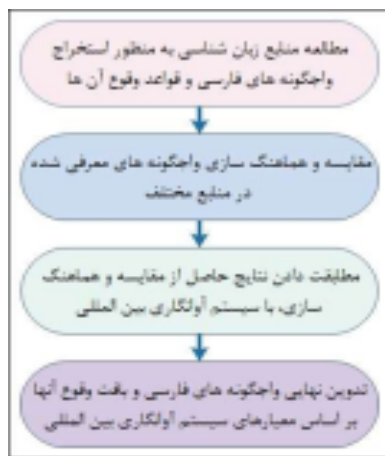 مطالعه منابع زبان شناسی به منظور استخراج
واجگونه های فارسی و قواعد وقوع آن ها
مقایسه و هماهنگ سازی واجگونه های معرفی شده
در منابع مختلف
مطابقت دادن نتایج حاصل از مقایسه و هماهنگ
سازی، با سیستم آوانگاری بین المللی
تدوین نهایی واجگونه های فارسی و بافت وقوع آنها
بر اساس معیارهای سیستم آوانگاری بین المللی